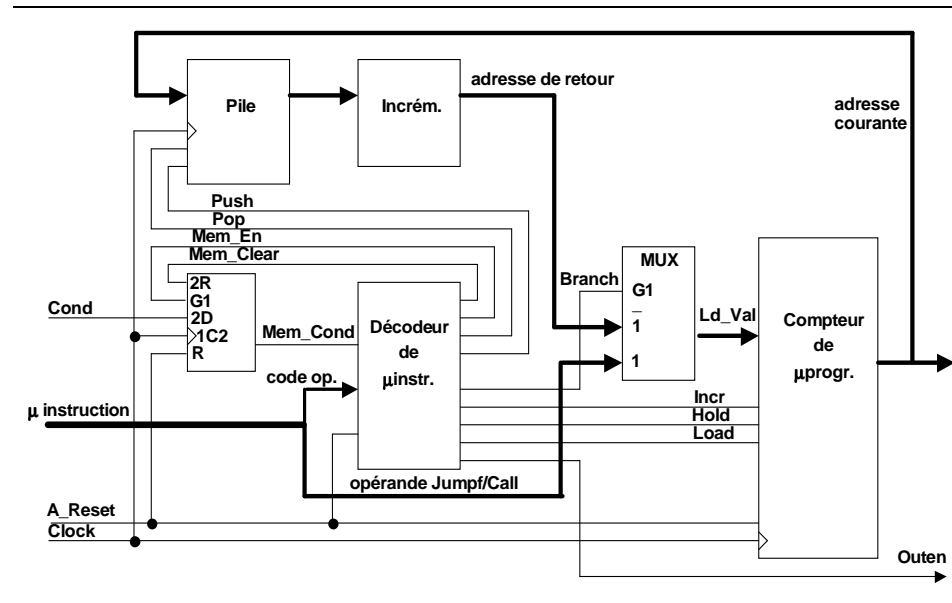 adresse de retour
Pile
Incrém.
adresse
courante
Push
Pop
Mem_En
Mem_Clear
2R
G1
2D
1C2
R
Cond
Mem_Cond
Décodeur
de
µinstr.
code op.
µ instruction
opérande Jumpf/Call
Branch
MUX
G1
1
1
Ld_Val
Compteur
de
µprogr.
Incr
Hold
Load
A_Reset
Clock
Outen